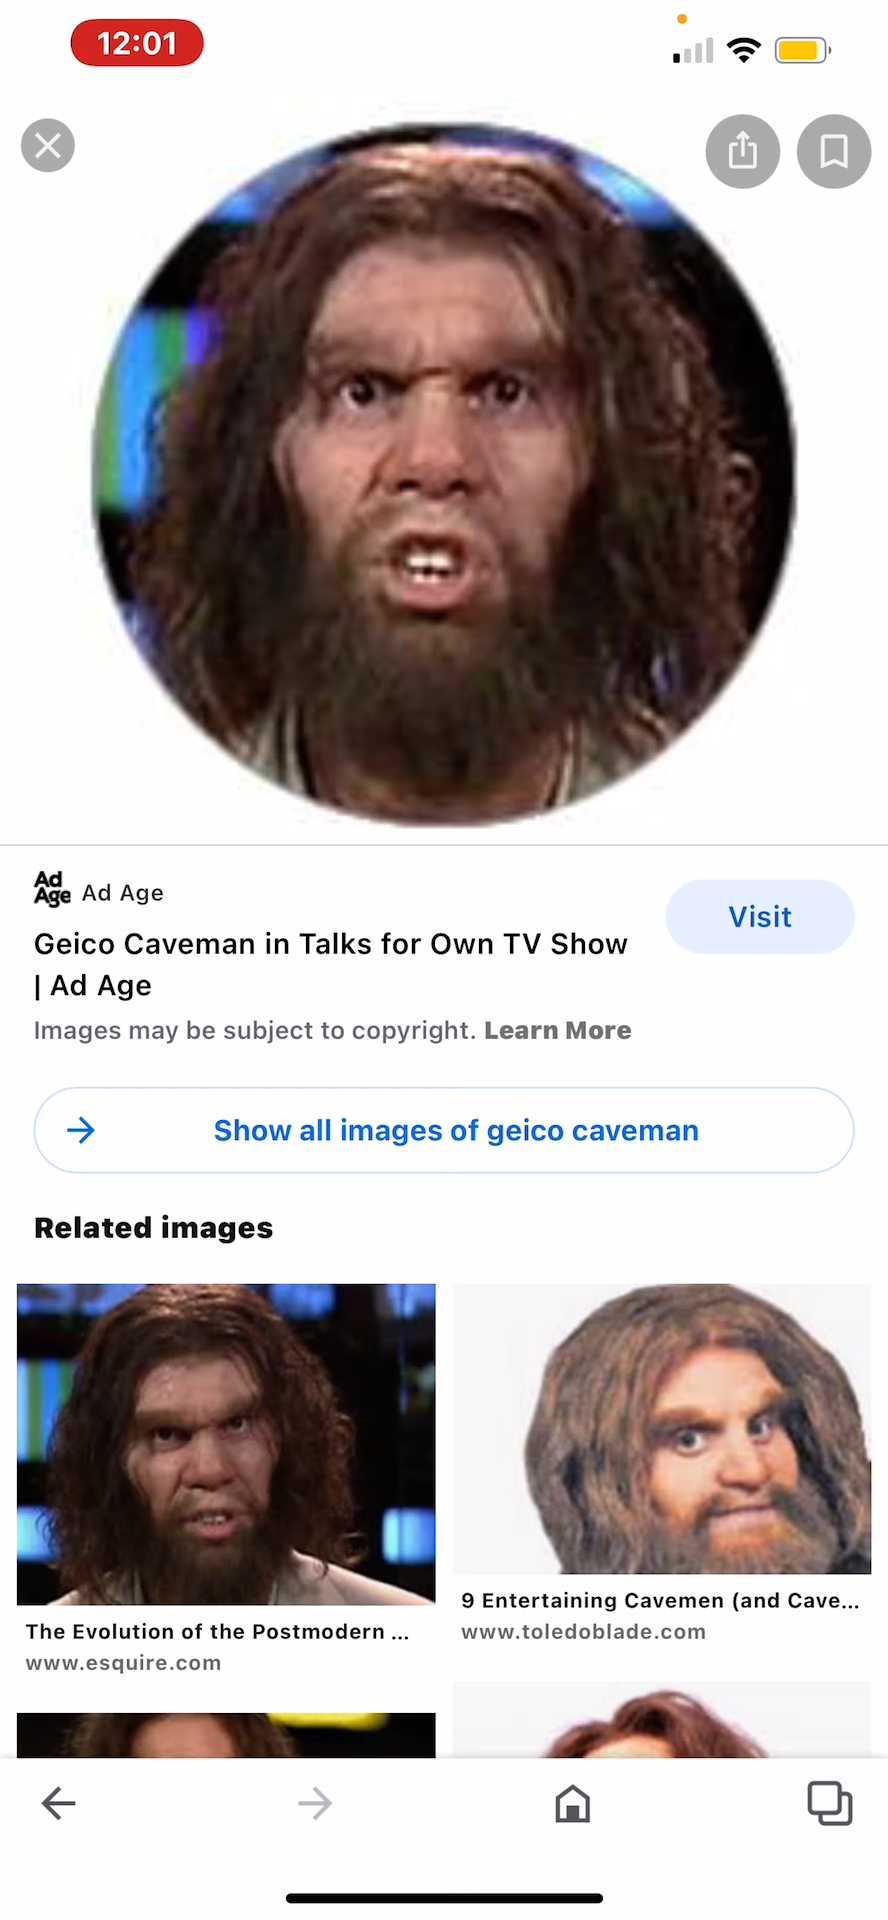 12:01
Ad
Age
Ad Age
Visit
Geico Caveman in Talks for Own TV Show
| Ad Age
Images may be subject to copyright. Learn More
Show all images of geico caveman
Related images
The Evolution of the Postmodern ...
www.esquire.com
9 Entertaining Cavemen (and Cave...
www.toledoblade.com